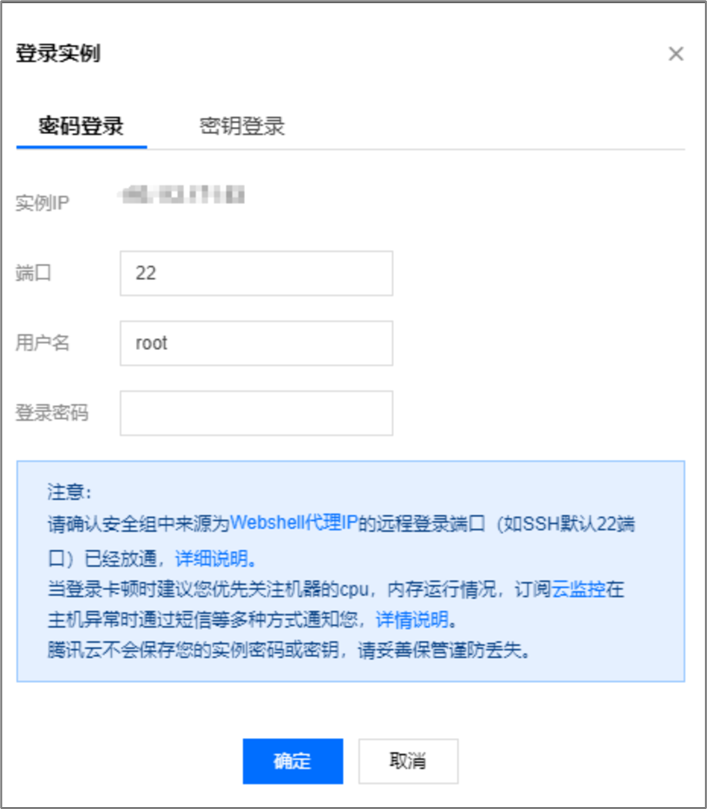 登录实例
密码登录 密钥登录
实例IP
端口 22
用户名 root
登录密码
注意：
请确认安全组中来源为Webshell代理IP的远程登录端口（如SSH默认22端
口）已经放通，详细说明。
当登录卡顿时建议您优先关注机器的cpu，内存运行情况，订阅云监控在
主机异常时通过短信等多种方式通知您，详情说明。
腾讯云不会保存您的实例密码或密钥，请妥善保管谨防丢失。
确定 取消